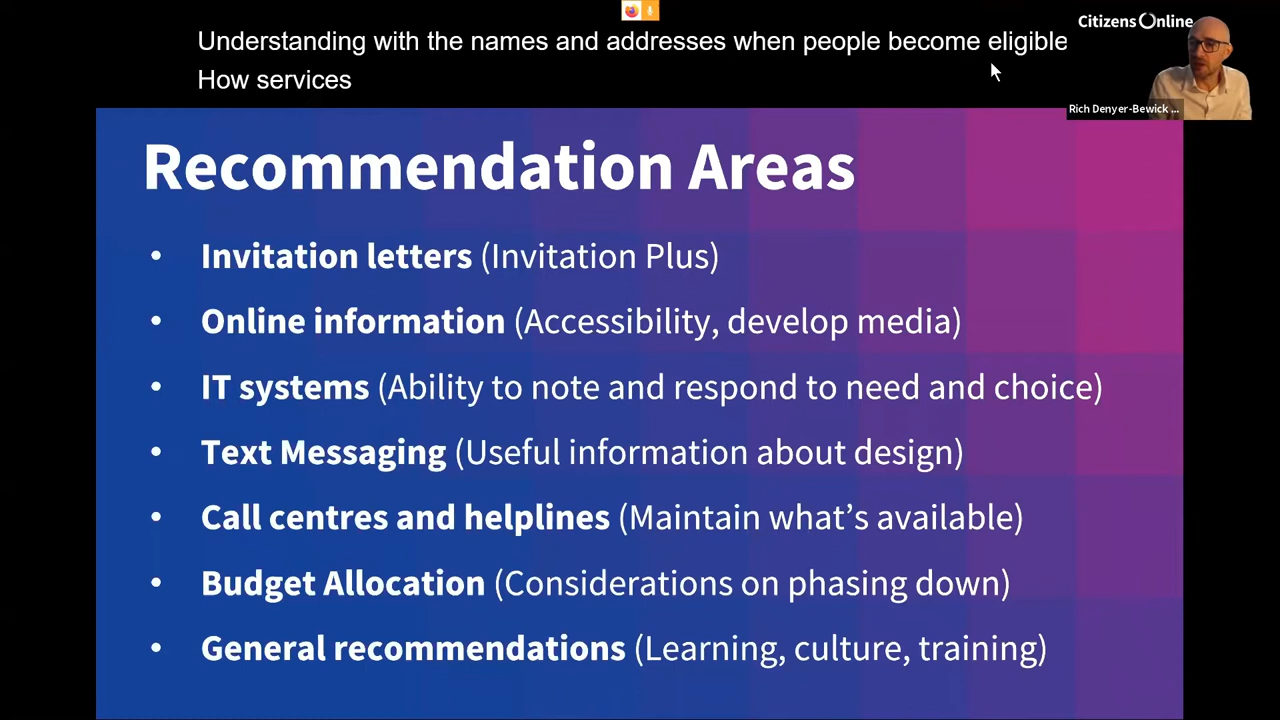 Understanding with the names and addresses when people become eligible
How services
Citizens Online
Rich Denyer-Bewick ...
Recommendation Areas
• Invitation letters (Invitation Plus)
• Online information (Accessibility, develop media)
• IT systems (Ability to note and respond to need and choice)
• Text Messaging (Useful information about design)
• Call centres and helplines (Maintain what’s available)
• Budget Allocation (Considerations on phasing down)
• General recommendations (Learning, culture, training)